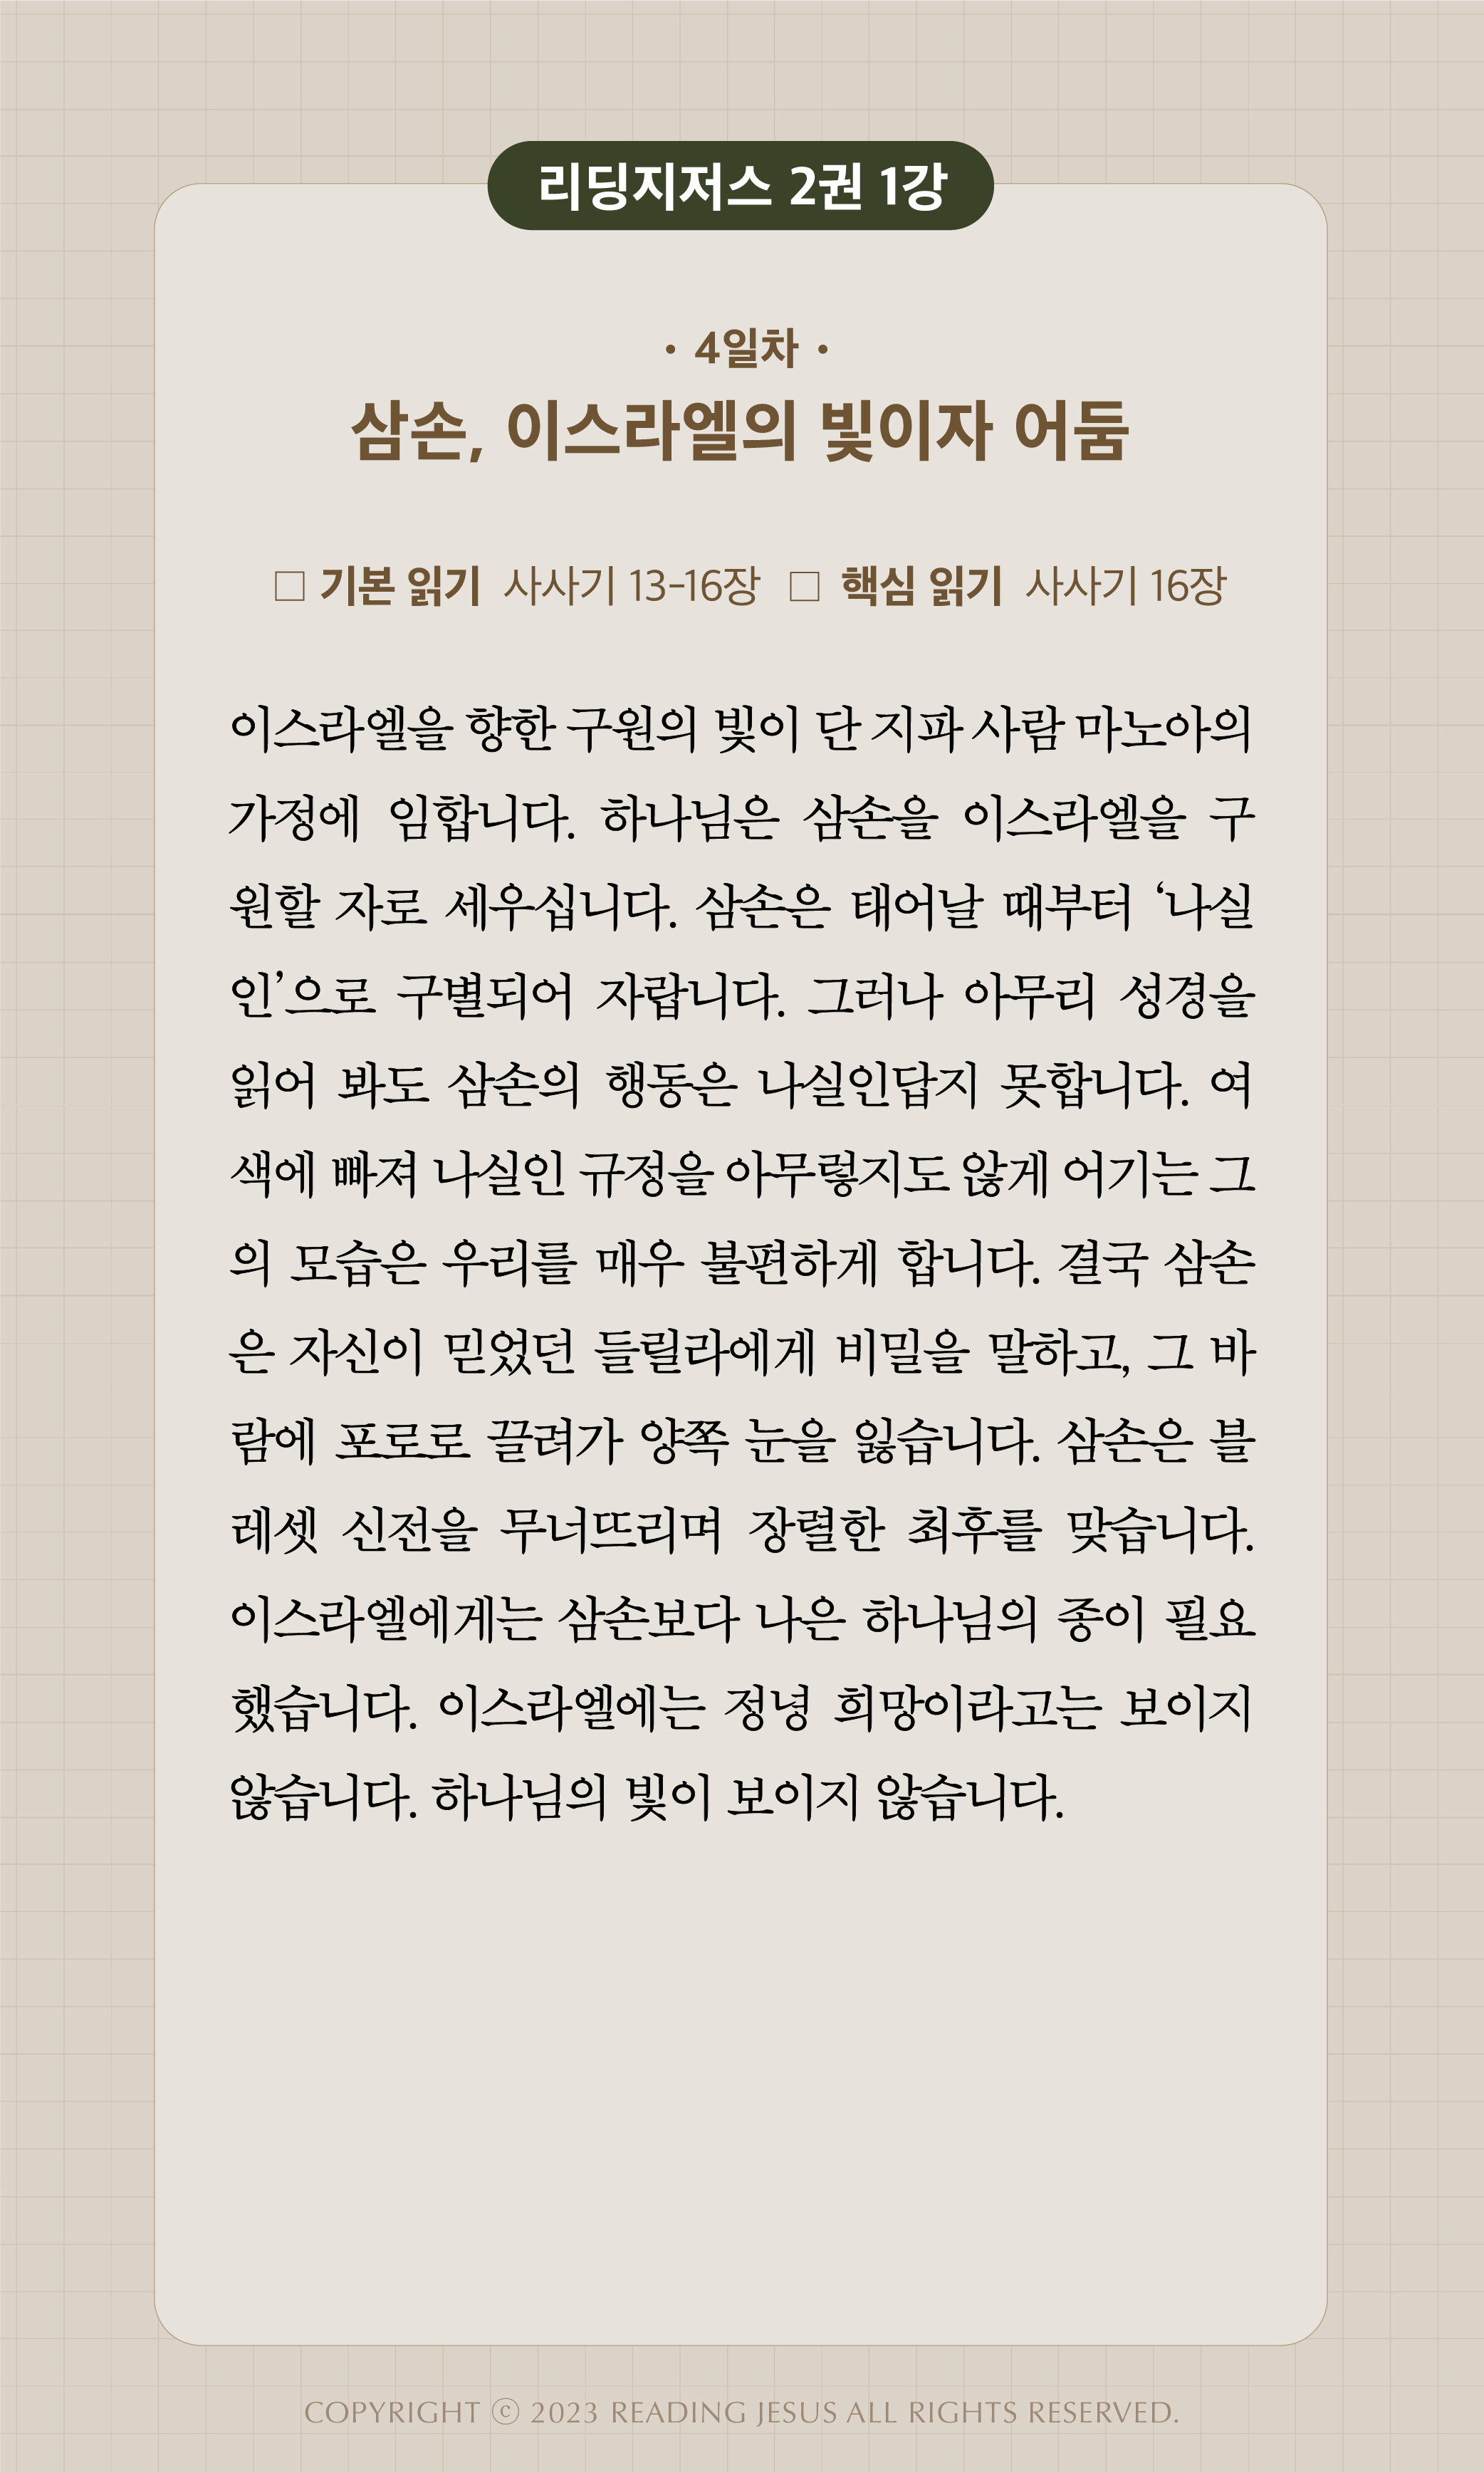 리딩지저스 2권 1강
· 4일차 ·
삼손, 이스라엘의 빛이자 어둠
□ 기본 읽기 사사기 13-16장 □ 핵심 읽기 사사기 16장
이스라엘을 향한 구원의 빛이 단 지파 사람 마노아의
가정에 임합니다. 하나님은 삼손을 이스라엘을 구
원할 자로 세우십니다. 삼손은 태어날 때부터 ‘나실
인’으로 구별되어 자랍니다. 그러나 아무리 성경을
읽어 봐도 삼손의 행동은 나실인답지 못합니다. 여
색에 빠져 나실인 규정을 아무렇지도 않게 어기는 그
의 모습은 우리를 매우 불편하게 합니다. 결국 삼손
은 자신이 믿었던 들릴라에게 비밀을 말하고, 그 바
람에 포로로 끌려가 양쪽 눈을 잃습니다. 삼손은 블
레셋 신전을 무너뜨리며 장렬한 최후를 맞습니다.
이스라엘에게는 삼손보다 나은 하나님의 종이 필요
했습니다. 이스라엘에는 정녕 희망이라고는 보이지
않습니다. 하나님의 빛이 보이지 않습니다.
COPYRIGHT ⓒ 2023 READING JESUS ALL RIGHTS RESERVED.